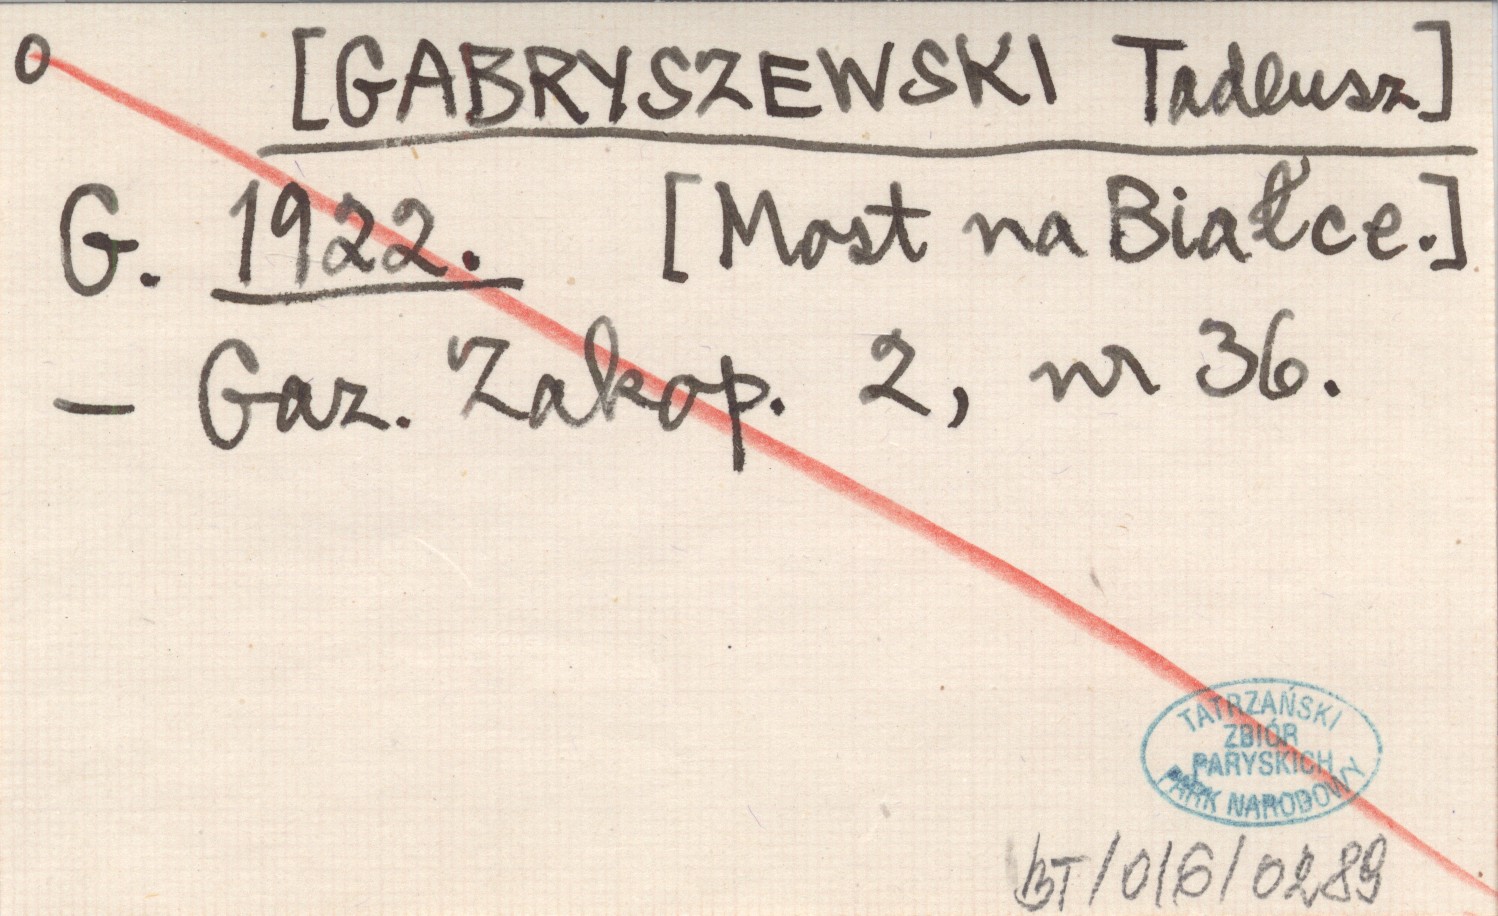 o [GABRYSZEWSKI Tadeusz]
G. 1922. [Most na Białce.]
— Gaz. Zakop. 2, nr 36.
TATRZAŃSKI
ZBIÓR
PARYSKICH
PARK NARODOWY
BT/016/0289